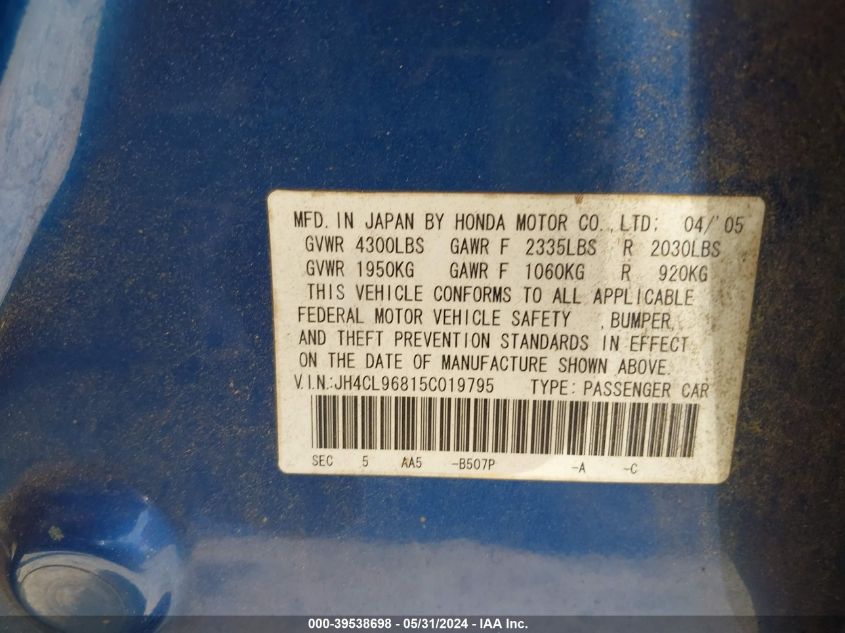 MFD. IN JAPAN BY HONDA MOTOR CO., LTD: 04/'05
GVWR 4300LBS GAWR F 2335LBS R 2030LBS
GVWR 1950KG GAWR F 1060KG R 920KG
THIS VEHICLE CONFORMS TO ALL APPLICABLE
FEDERAL MOTOR VEHICLE SAFETY , BUMPER,
AND THEFT PREVENTION STANDARDS IN EFFECT
ON THE DATE OF MANUFACTURE SHOWN ABOVE.
V.I.N.:JH4CL96815C019795 TYPE: PASSENGER CAR
SEC 5 AA5 -B507P -A -C
000-39538698 - 05/31/2024 - IAA Inc.